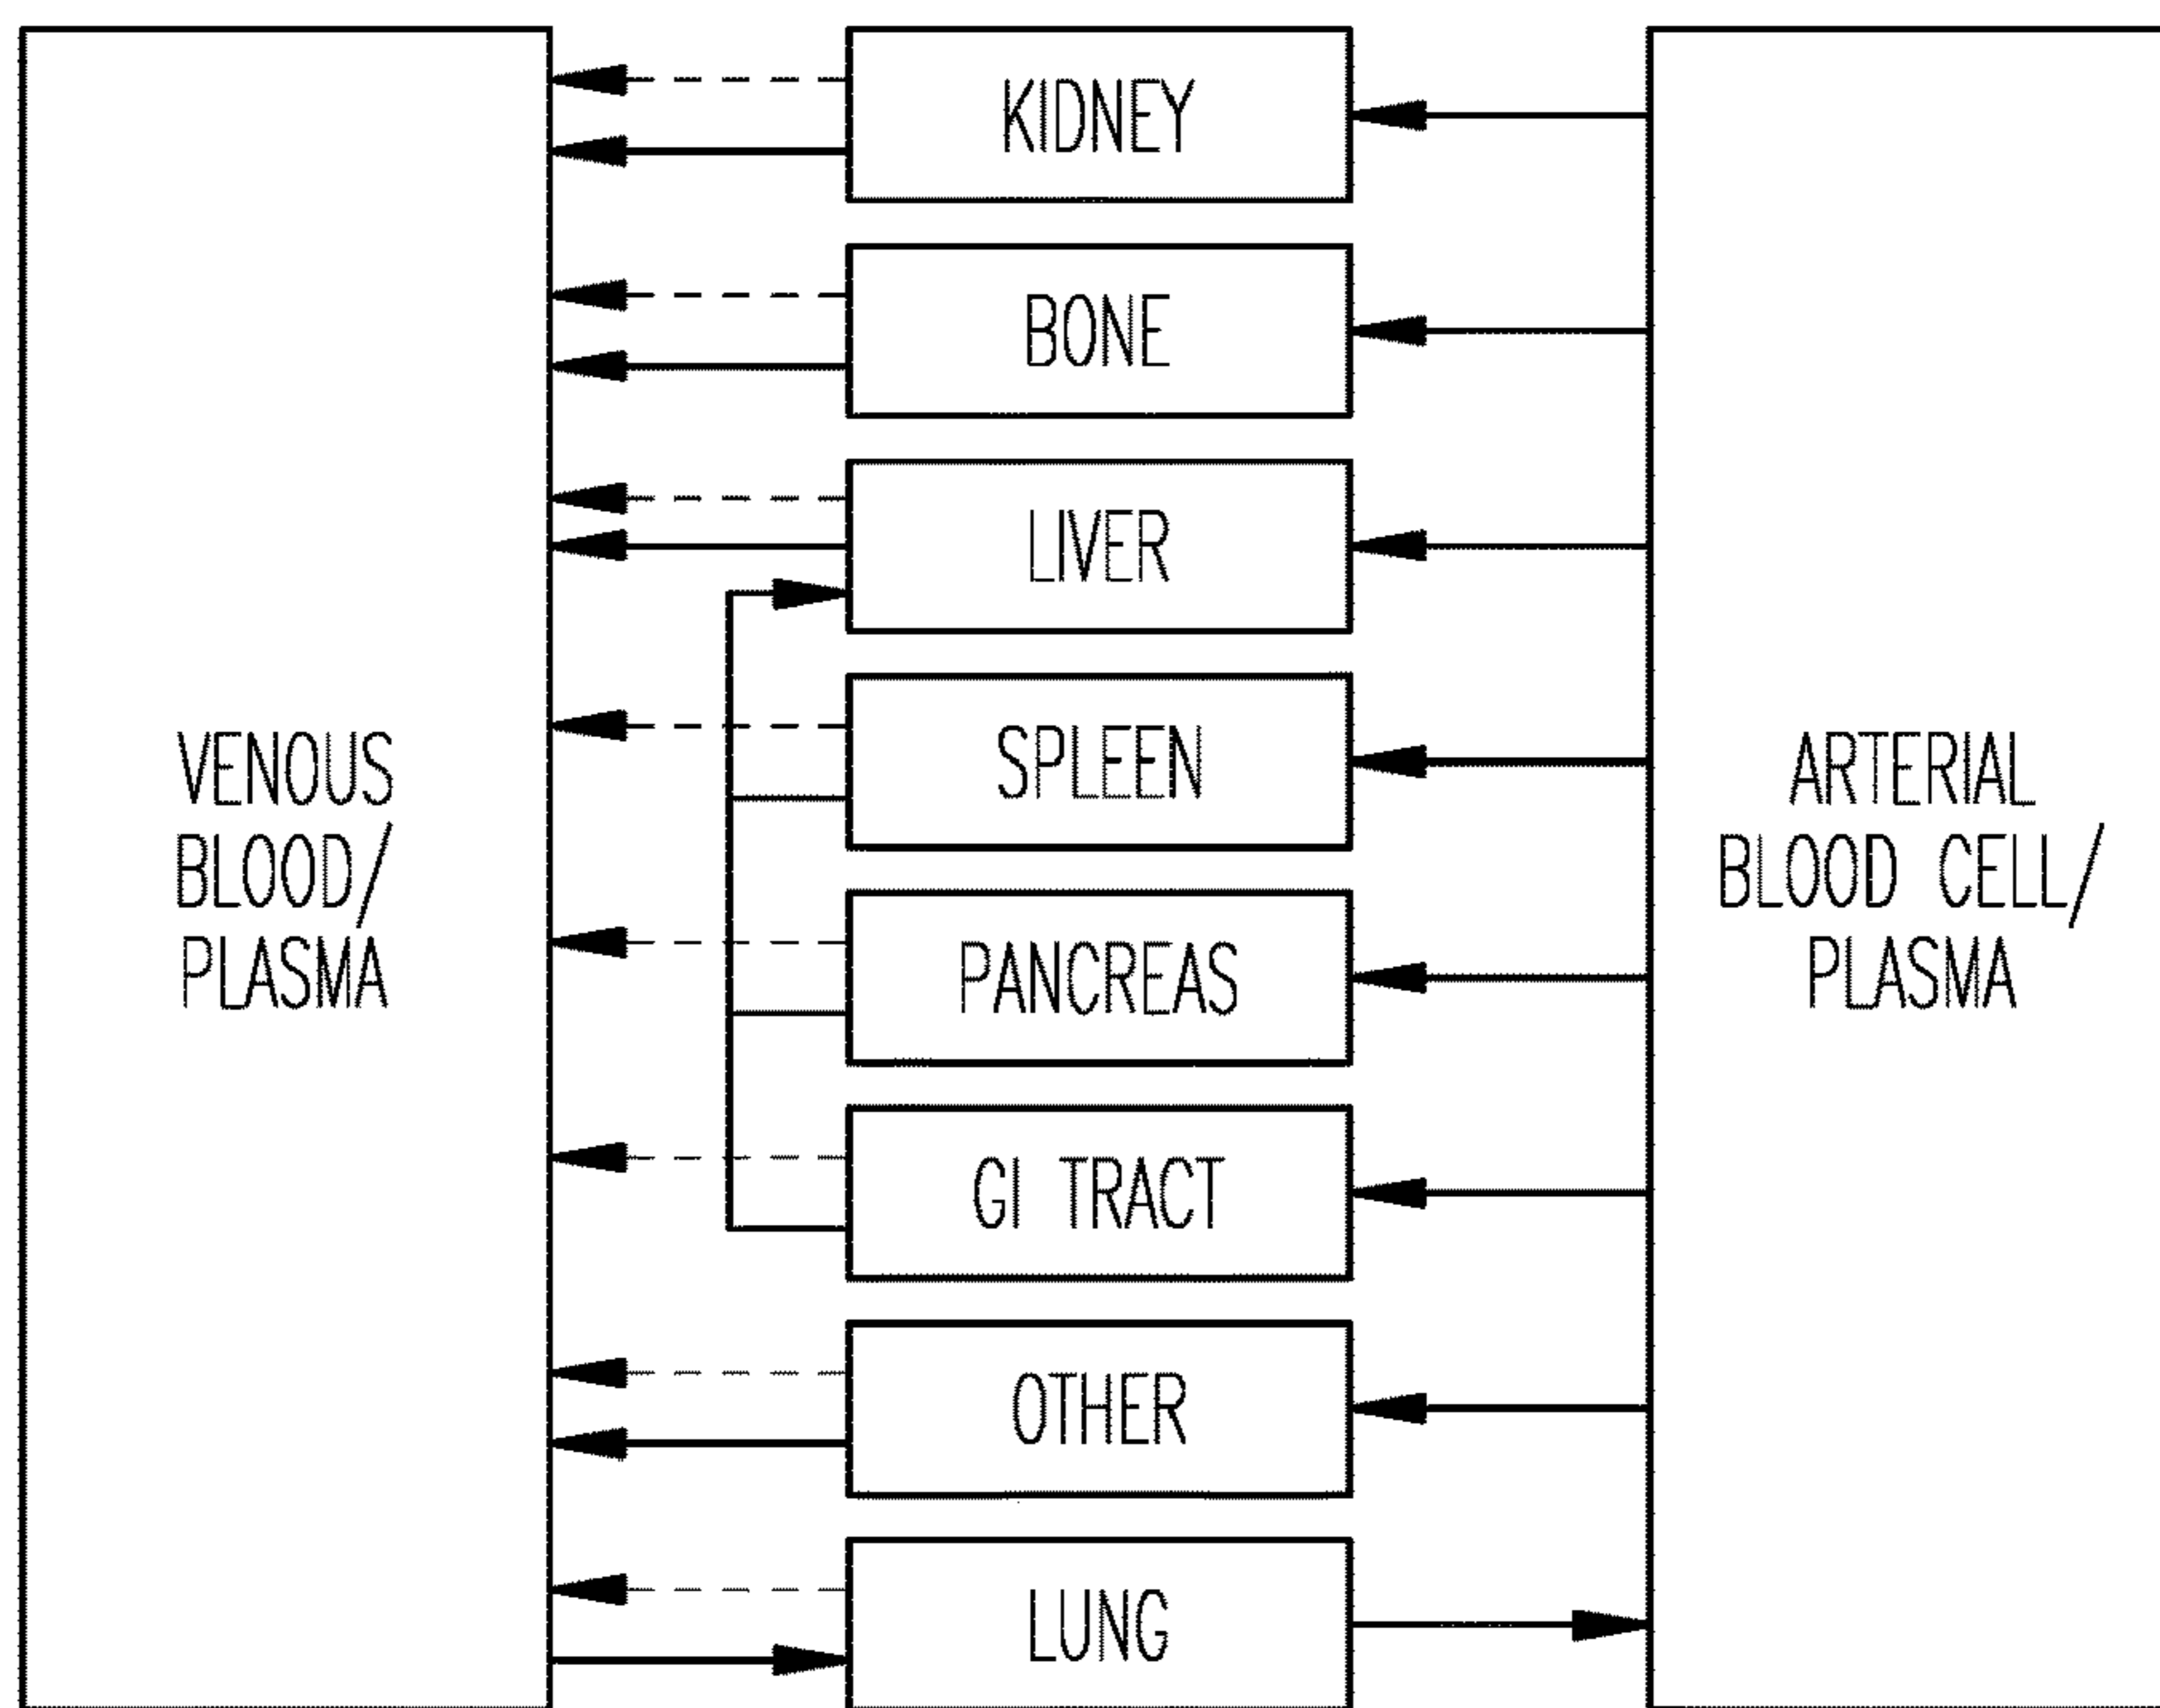 KIDNEY
BONE
LIVER
SPLEEN
PANCREAS
GI TRACT
OTHER
LUNG
VENOUS
BLOOD/
PLASMA
ARTERIAL
BLOOD CELL/
PLASMA